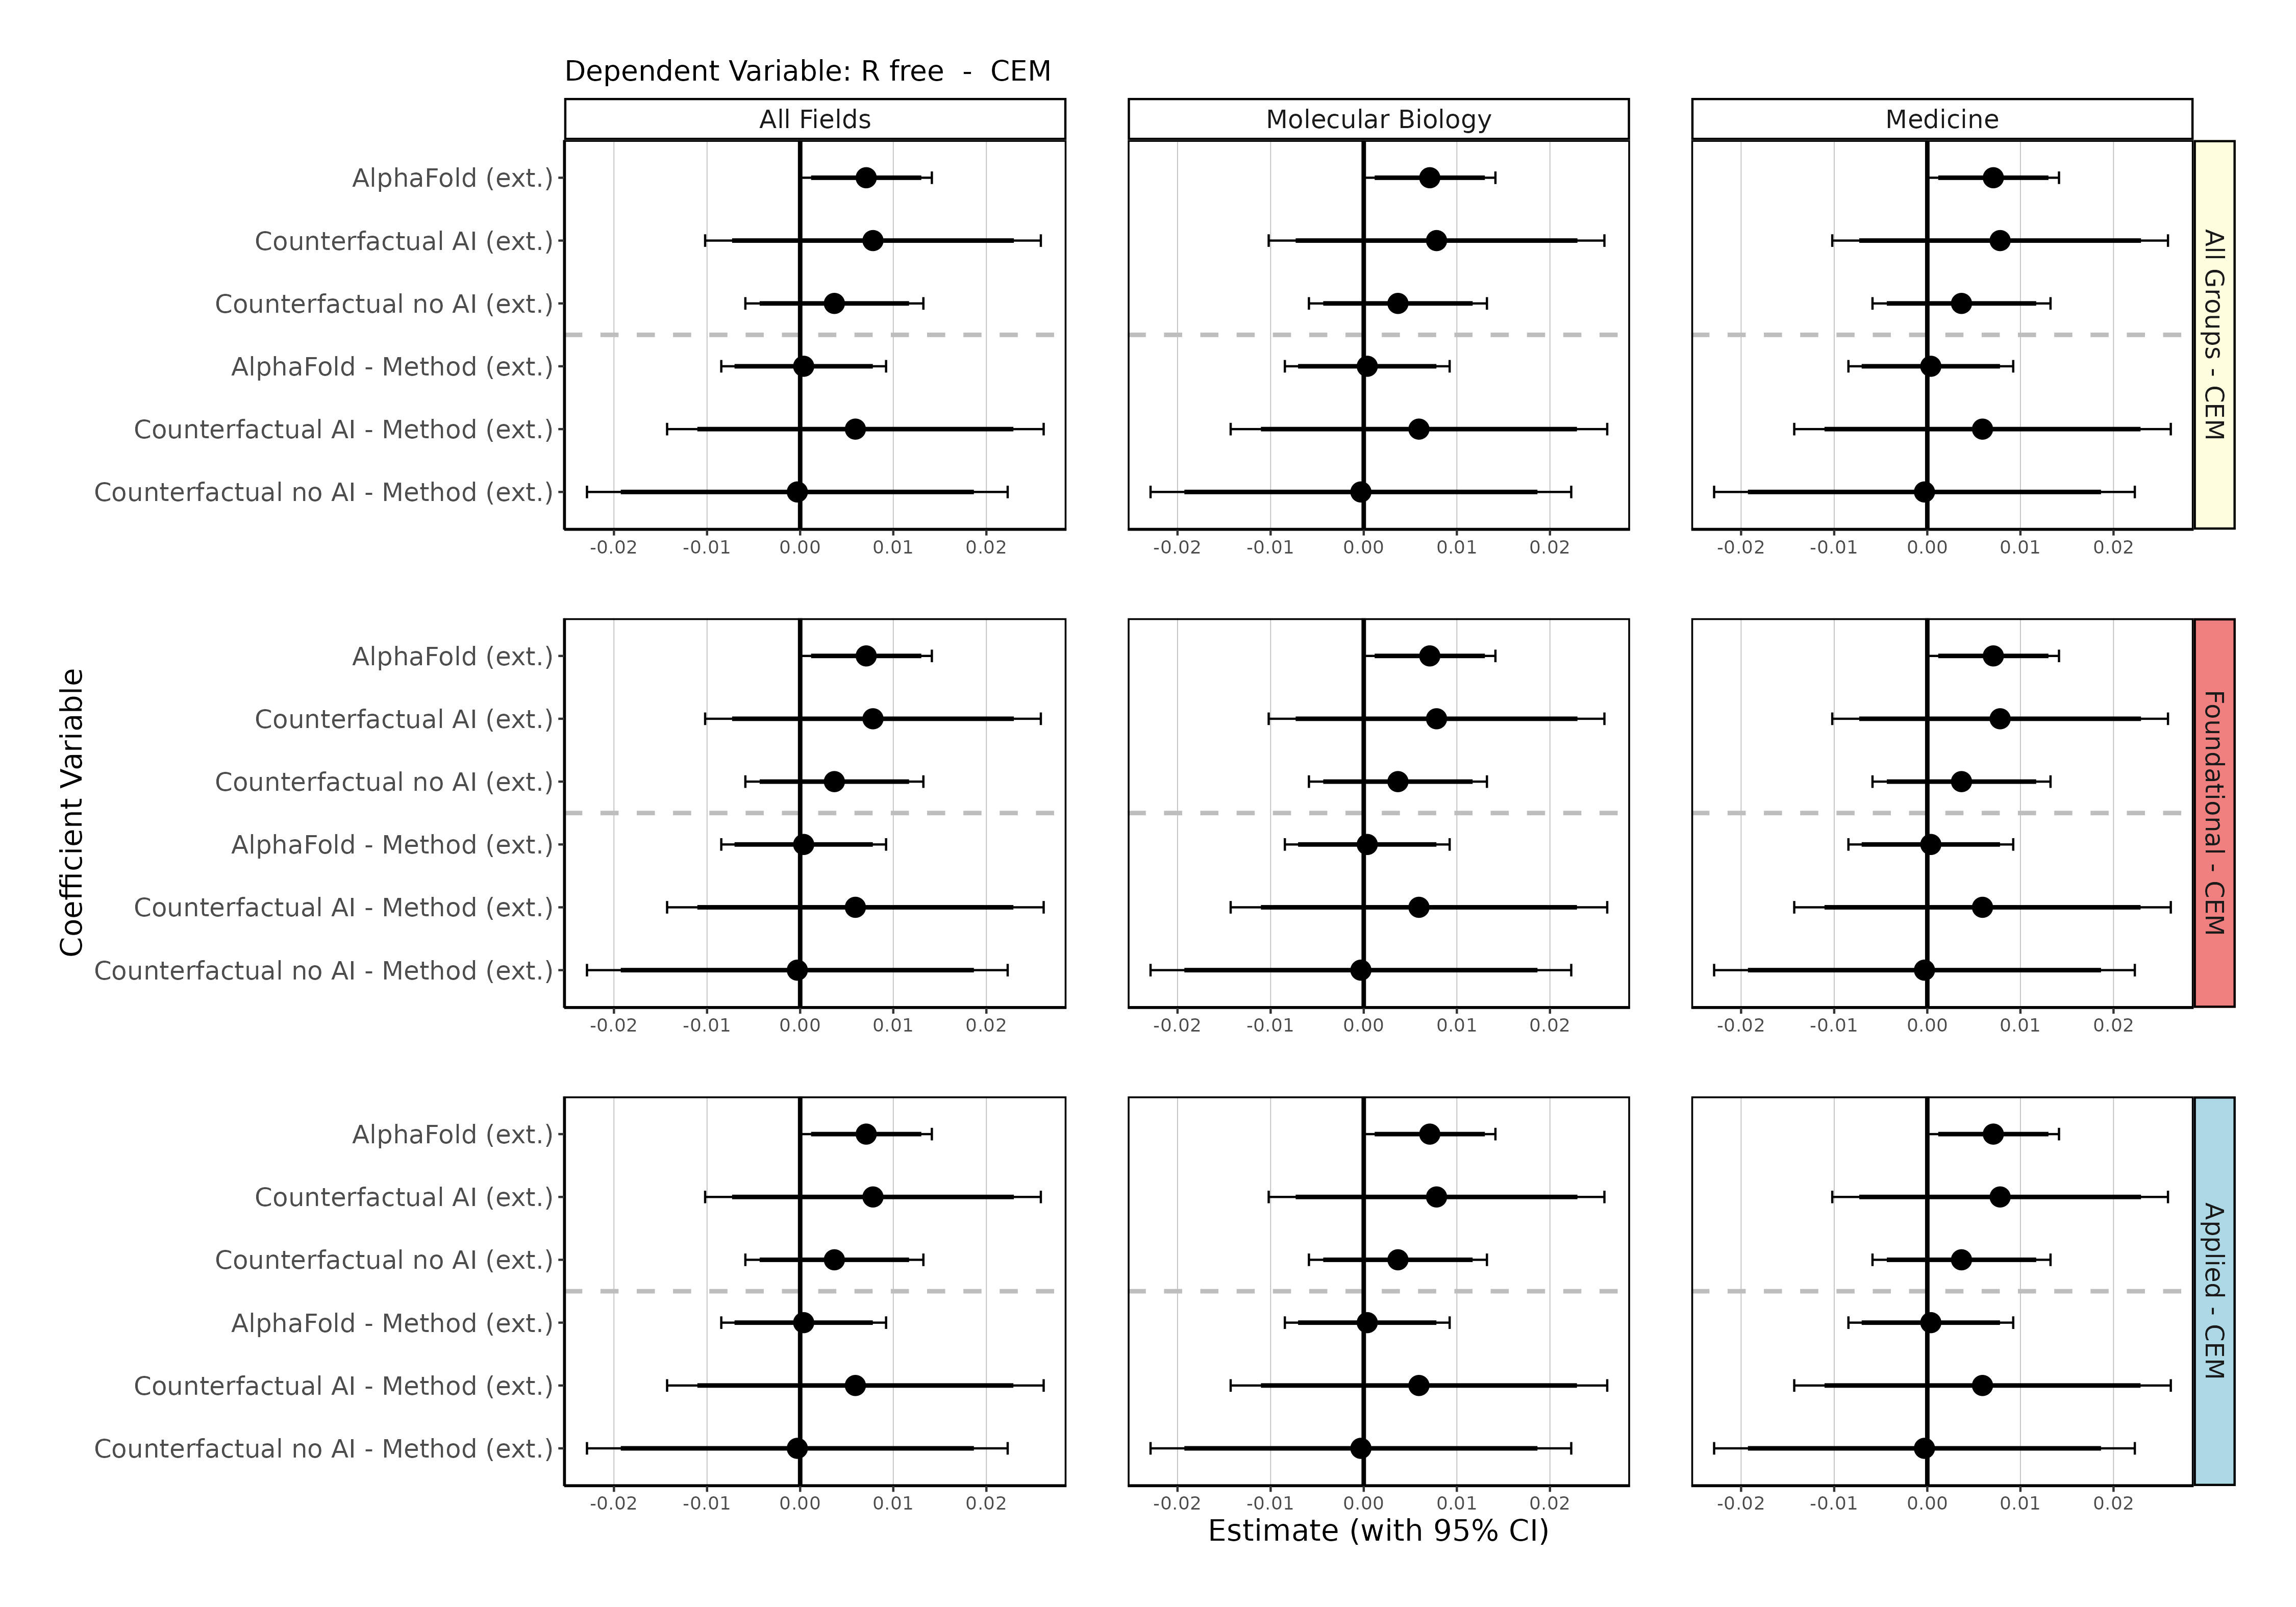 Dependent Variable: R free - CEM
All Fields
Molecular Biology
Medicine
AlphaFold (ext.)
Counterfactual AI (ext.)
Counterfactual no AI (ext.)
AlphaFold - Method (ext.)
Counterfactual AI - Method (ext.)
Counterfactual no AI - Method (ext.)
All Groups - CEM
-0.02 -0.01 0.00 0.01 0.02
-0.02 -0.01 0.00 0.01 0.02
-0.02 -0.01 0.00 0.01 0.02
Coefficient Variable
AlphaFold (ext.)
Counterfactual AI (ext.)
Counterfactual no AI (ext.)
AlphaFold - Method (ext.)
Counterfactual AI - Method (ext.)
Counterfactual no AI - Method (ext.)
Foundational - CEM
-0.02 -0.01 0.00 0.01 0.02
-0.02 -0.01 0.00 0.01 0.02
-0.02 -0.01 0.00 0.01 0.02
AlphaFold (ext.)
Counterfactual AI (ext.)
Counterfactual no AI (ext.)
AlphaFold - Method (ext.)
Counterfactual AI - Method (ext.)
Counterfactual no AI - Method (ext.)
Applied - CEM
-0.02 -0.01 0.00 0.01 0.02
-0.02 -0.01 0.00 0.01 0.02
-0.02 -0.01 0.00 0.01 0.02
Estimate (with 95% CI)